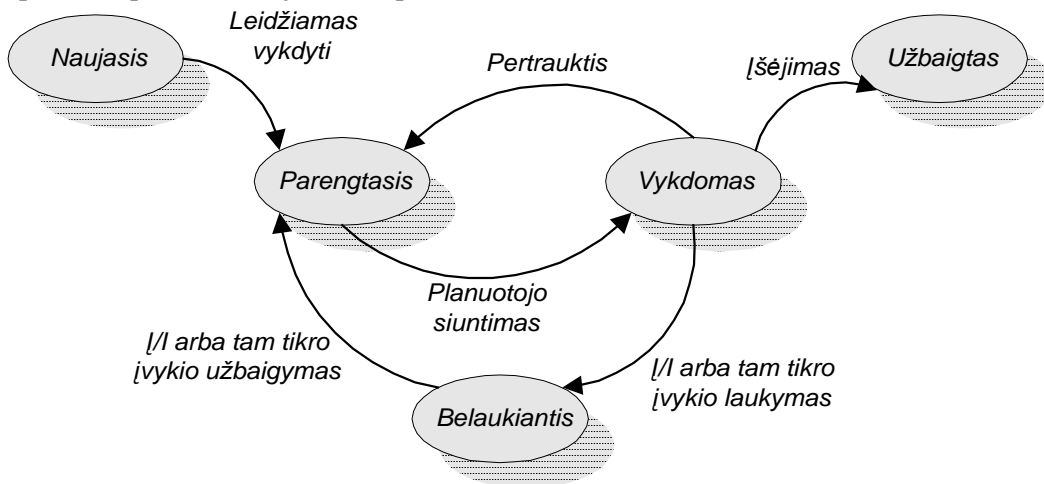 Leidžiamas
vykdyti
Naujasis
Pertrauktis
Įšėjimas
Užbaigtas
Parengtasis
Vykdomas
Planuotojo
siuntimas
Į/I arba tam tikro
įvykio užbaigymas
Į/I arba tam tikro
įvykio laukymas
Belaukiantis